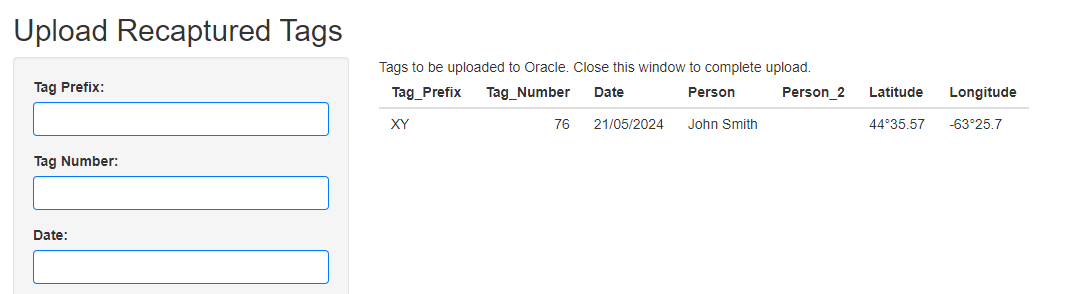 Upload Recaptured Tags
Tag Prefix:
Tag Number:
Date:
Tags to be uploaded to Oracle. Close this window to complete upload.
Tag_Prefix Tag_Number Date Person Person_2 Latitude Longitude
XY 76 21/05/2024 John Smith 44°35.57 -63°25.7